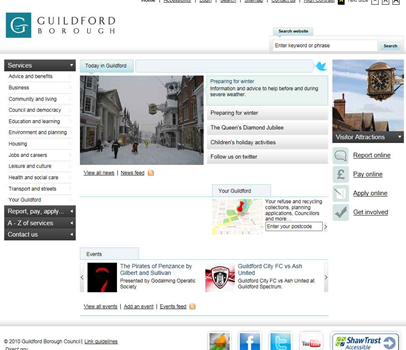 Home | Accessibility | Login | Search | Sitemap | Contact us | High Contrast A Text Size
GUILDFORD
BOROUGH
Search website
Enter keyword or phrase
Search
Services
Advice and benefits
Business
Community and living
Council and democracy
Education and learning
Environment and planning
Housing
Jobs and careers
Leisure and culture
Health and social care
Transport and streets
Your Guildford
Report, pay, apply...
A - Z of services
Contact us
Today in Guildford
Preparing for winter
Information and advice to help before and during
severe weather.
Preparing for winter
The Queen's Diamond Jubilee
Children's holiday activities
Follow us on twitter
View all news | News feed
Visitor Attractions
Report online
Pay online
Apply online
Get involved
Your Guildford
Your refuse and recycling
collections, planning
applications, Councillors
and more...
Enter your postcode
Events
The Pirates of Penzance by
Gilbert and Sullivan
Presented by Godalming Operatic
Society
Guildford City FC vs Ash
United
Guildford City FC vs Ash United
at Guildford Spectrum.
View all events | Add an event | Events feed
© 2010 Guildford Borough Council | Link guidelines
You Tube
ShawTrust
Accessible